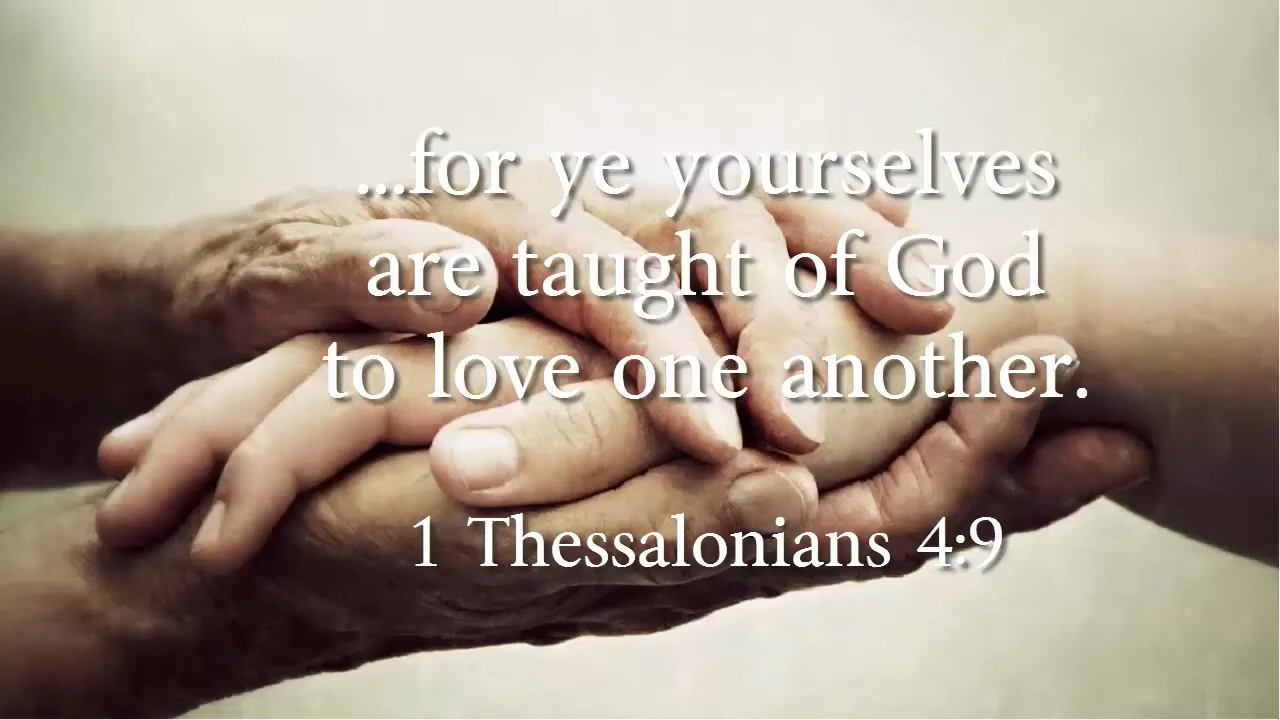 ...for ye yourselves
are taught of God
to love one another.
1 Thessalonians 4:9